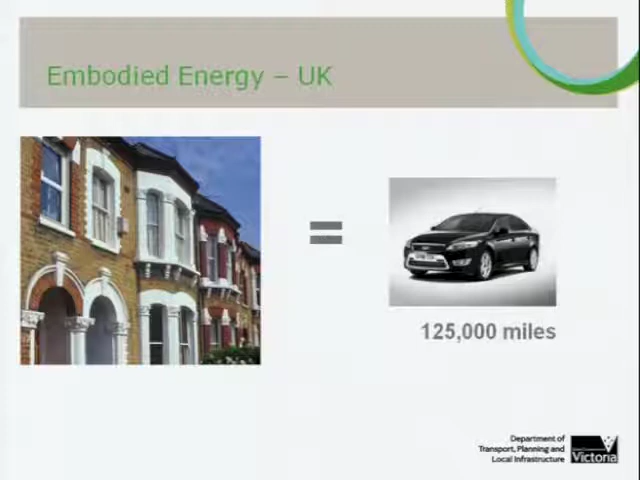 Embodied Energy – UK
=
125,000 miles
Department of
Transport, Planning and
Local Infrastructure
Victoria